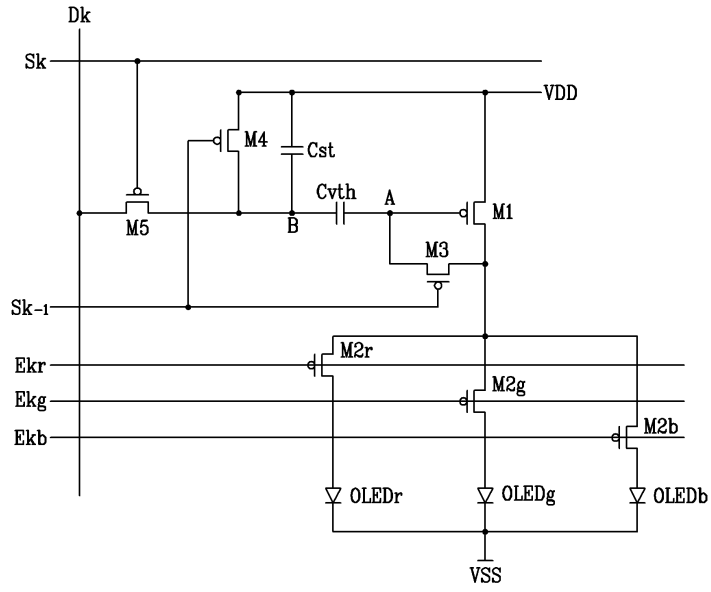 Dk
Sk
VDD
M4
Cst
Cvth
A
M1
M5
B
M3
Sk-1
M2r
Ekr
M2g
Ekg
M2b
Ekb
OLEDr
OLEDg
OLEDb
VSS